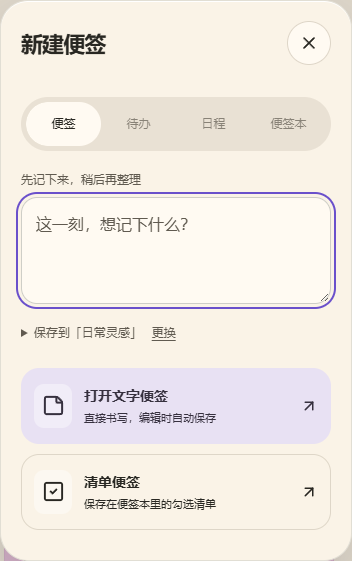 新建便签
便签
待办
日程
便签本
先记下来，稍后再整理
这一刻，想记下什么？
保存到「日常灵感」 更换
打开文字便签
直接书写，编辑时自动保存
清单便签
保存在便签本里的勾选清单